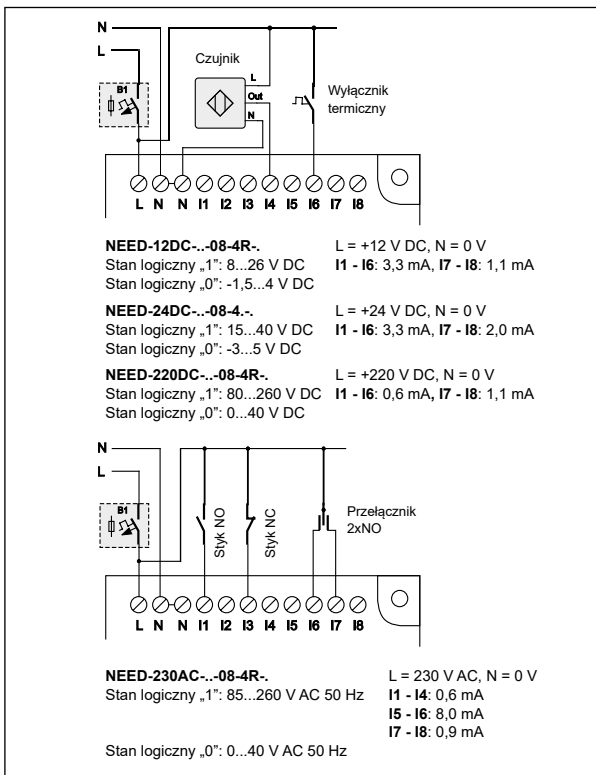 N
L
Czujnik
B1
L
Out
N
Wyłącznik
termiczny
L N N I1 I2 I3 I4 I5 I6 I7 I8
NEED-12DC-..-08-4R-. L = +12 V DC, N = 0 V
Stan logiczny „1”: 8...26 V DC I1 - I6: 3,3 mA, I7 - I8: 1,1 mA
Stan logiczny „0”: -1,5...4 V DC
NEED-24DC-..-08-4.-. L = +24 V DC, N = 0 V
Stan logiczny „1”: 15...40 V DC I1 - I6: 3,3 mA, I7 - I8: 2,0 mA
Stan logiczny „0”: -3...5 V DC
NEED-220DC-..-08-4R-. L = +220 V DC, N = 0 V
Stan logiczny „1”: 80...260 V DC I1 - I6: 0,6 mA, I7 - I8: 1,1 mA
Stan logiczny „0”: 0...40 V DC
N
L
B1
Styk NO
Styk NC
Przełącznik
2xNO
L N N I1 I2 I3 I4 I5 I6 I7 I8
NEED-230AC-..-08-4R-. L = 230 V AC, N = 0 V
Stan logiczny „1”: 85...260 V AC 50 Hz I1 - I4: 0,6 mA
I5 - I6: 8,0 mA
I7 - I8: 0,9 mA
Stan logiczny „0”: 0...40 V AC 50 Hz